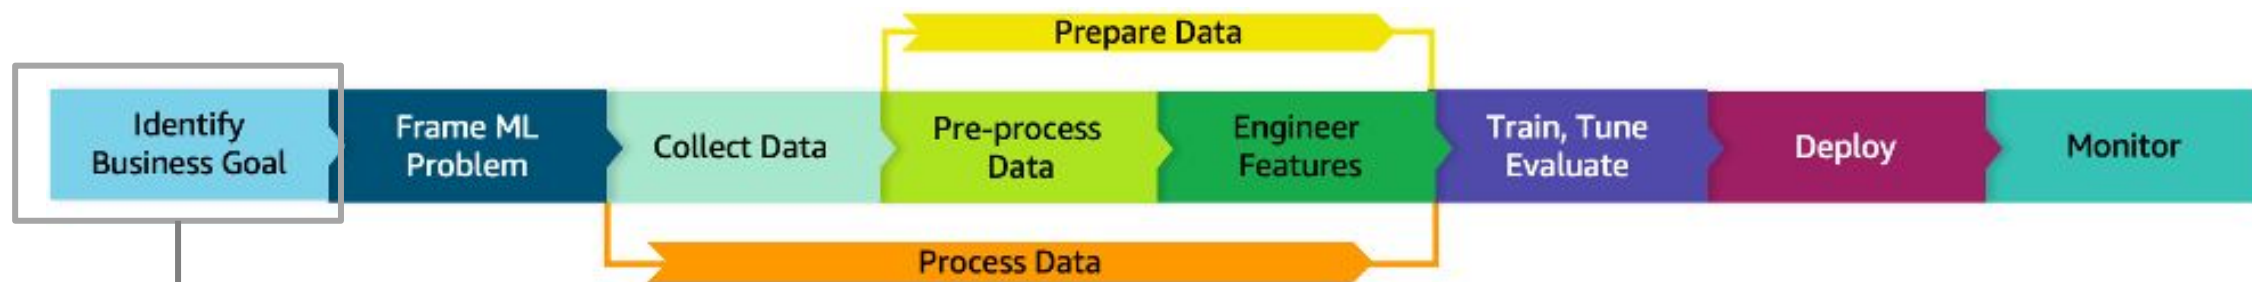 Prepare Data
Identify
Business Goal
Frame ML
Problem
Collect Data
Pre-process
Data
Engineer
Features
Train, Tune
Evaluate
Deploy
Monitor
Process Data